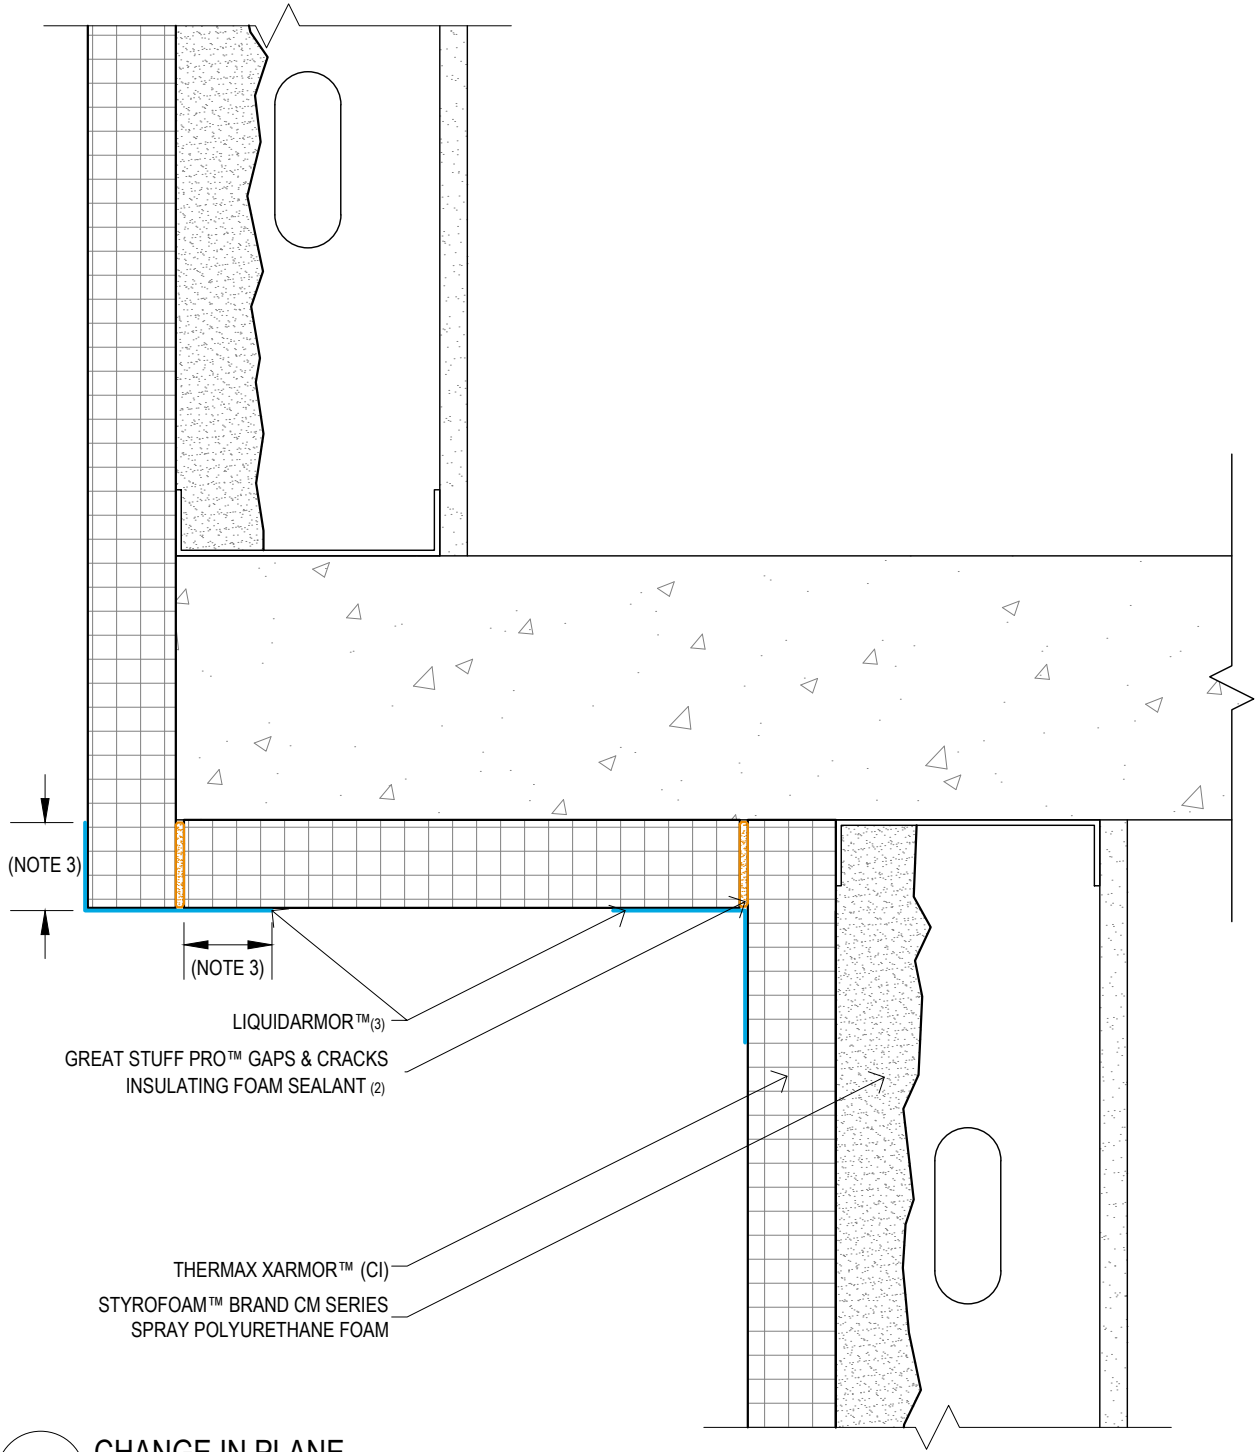 (NOTE 3)
(NOTE 3)
LIQUIDARMOR™(3)
GREAT STUFF PRO™ GAPS & CRACKS
INSULATING FOAM SEALANT (2)
THERMAX XARMOR™ (CI)
STYROFOAM™ BRAND CM SERIES
SPRAY POLYURETHANE FOAM
CHANGE IN PLANE